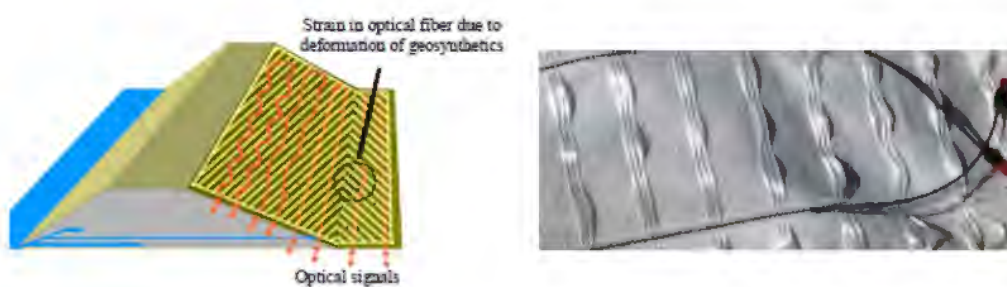 Strain in optical fiber due to
deformation of geosynthetics
Optical signals